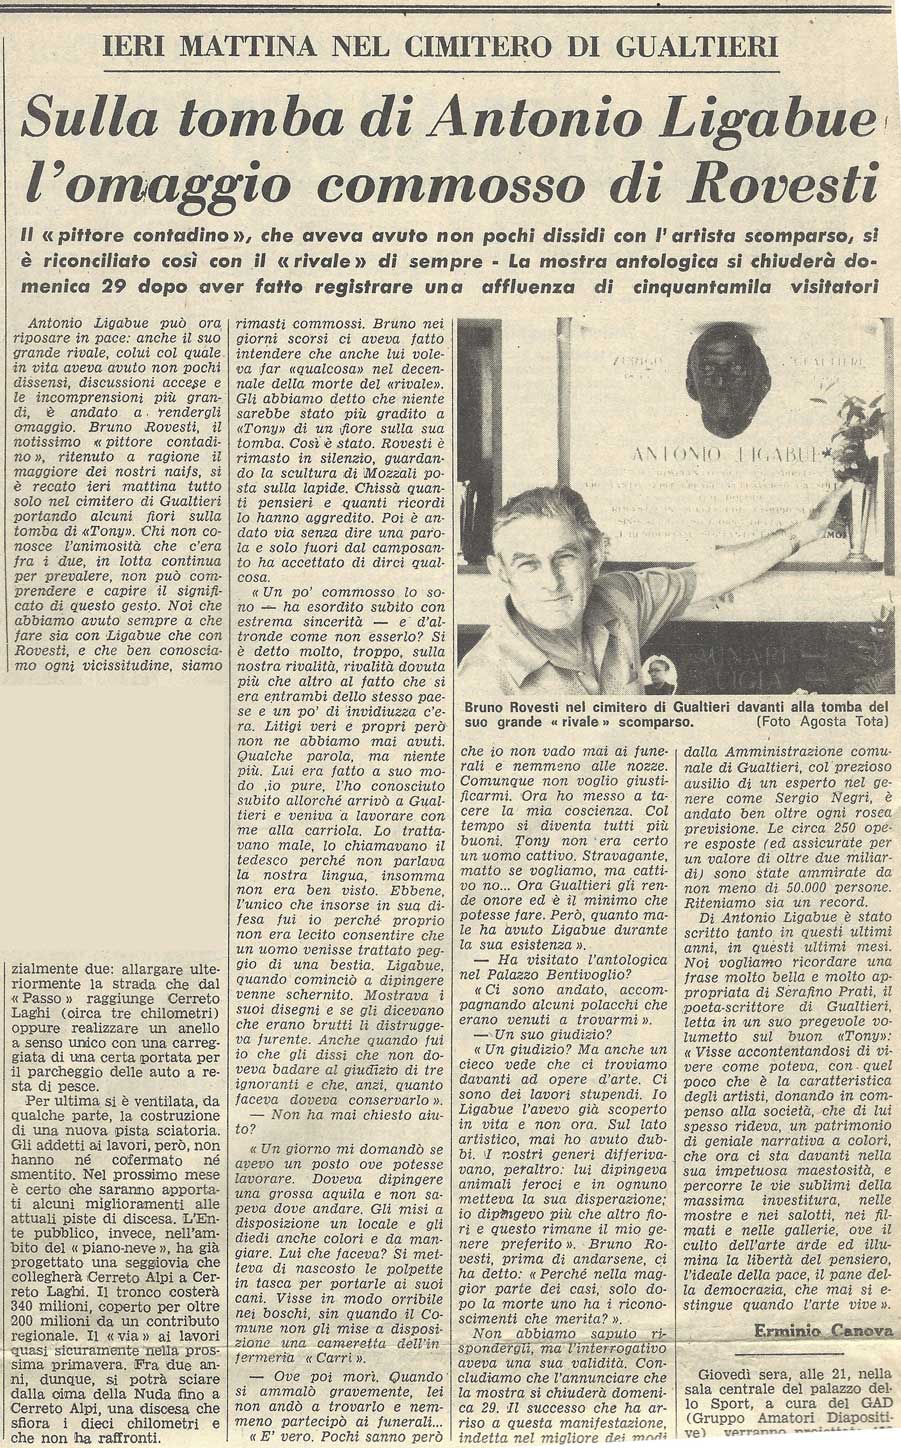 IERI MATTINA NEL CIMITERO DI GUALTIERI
Sulla tomba di Antonio Ligabue
l'omaggio commosso di Rovesti
Il « pittore contadino », che aveva avuto non pochi dissidi con l'artista scomparso, si
è riconciliato così con il « rivale » di sempre - La mostra antologica si chiuderà do-
menica 29 dopo aver fatto registrare una affluenza di cinquantamila visitatori
Antonio Ligabue può ora
riposare in pace: anche il suo
grande rivale, colui col quale
in vita aveva avuto non pochi
dissensi, discussioni accese e
le incomprensioni più gran-
di, è andato a rendergli
omaggio. Bruno Rovesti, il
notissimo « pittore contadi-
no », ritenuto a ragione il
maggiore dei nostri naïfs, si
è recato ieri mattina tutto
solo nel cimitero di Gualtieri
portando alcuni fiori sulla
tomba di «Tony». Chi non co-
nosce l'animosità che c'era
fra i due, in lotta continua
per prevalere, non può com-
prendere e capire il signifi-
cato di questo gesto. Noi che
abbiamo avuto sempre a che
fare sia con Ligabue che con
Rovesti, e che ben conoscia-
mo ogni vicissitudine, siamo
rimasti commossi. Bruno nei
giorni scorsi ci aveva fatto
intendere che anche lui vole-
va far «qualcosa» nel decen-
nale della morte del «rivale».
Gli abbiamo detto che niente
sarebbe stato più gradito a
«Tony» di un fiore sulla sua
tomba. Così è stato. Rovesti è
rimasto in silenzio, guardan-
do la scultura di Mozzali po-
sta sulla lapide. Chissà quan-
ti pensieri e quanti ricordi
lo hanno aggredito. Poi è an-
dato via senza dire una paro-
la e solo fuori dal camposan-
to ha accettato di dirci qual-
cosa.
« Un po' commosso lo so-
no — ha esordito subito con
estrema sincerità — e d'al-
tronde come non esserlo? Si
è detto molto, troppo, sulla
nostra rivalità, rivalità dovuta
più che altro al fatto che si
era entrambi dello stesso pae-
se e un po' di invidiuzza c'e-
ra. Litigi veri e propri però
non ne abbiamo mai avuti.
Qualche parola, ma niente
più. Lui era fatto a suo mo-
do ,io pure, l'ho conosciuto
subito allorché arrivò a Gual-
tieri e veniva a lavorare con
me alla carriola. Lo tratta-
vano male, lo chiamavano il
tedesco perché non parlava
la nostra lingua, insomma
non era ben visto. Ebbene,
l'unico che insorse in sua di-
fesa fui io perché proprio
non era lecito consentire che
un uomo venisse trattato peg-
gio di una bestia. Ligabue,
quando cominciò a dipingere
venne schernito. Mostrava i
suoi disegni e se gli dicevano
che erano brutti li distrugge-
va furente. Anche quando fui
io che gli dissi che non do-
veva badare al giudizio di tre
ignoranti e che, anzi, quanto
faceva doveva conservarlo ».
— Non ha mai chiesto aiu-
to?
« Un giorno mi domandò se
avevo un posto ove potesse
lavorare. Doveva dipingere
una grossa aquila e non sa-
peva dove andare. Gli misi a
disposizione un locale e gli
diedi anche colori e da man-
giare. Lui che faceva? Si met-
teva di nascosto le polpette
in tasca per portarle ai suoi
cani. Visse in modo orribile
nei boschi, sin quando il Co-
mune non gli mise a disposi-
zione una cameretta dell'in
fermeria « Carri ».
— Ove poi morì. Quando
si ammalò gravemente, lei
non andò a trovarlo e nem-
meno partecipò ai funerali...
« E' vero. Pochi sanno però
ZURIGO
GUALTIERI
ANTONIO LIGABUE
Bruno Rovesti nel cimitero di Gualtieri davanti alla tomba del
suo grande « rivale » scomparso. (Foto Agosta Tota)
che io non vado mai ai fune-
rali e nemmeno alle nozze.
Comunque non voglio giusti-
ficarmi. Ora ho messo a ta-
cere la mia coscienza. Col
tempo si diventa tutti più
buoni. Tony non era certo
un uomo cattivo. Stravagante,
matto se vogliamo, ma catti-
vo no... Ora Gualtieri gli ren-
de onore ed è il minimo che
potesse fare. Però, quanto ma-
le ha avuto Ligabue durante
la sua esistenza ».
— Ha visitato l'antologica
nel Palazzo Bentivoglio?
« Ci sono andato, accom-
pagnando alcuni polacchi che
erano venuti a trovarmi ».
— Un suo giudizio?
« Un giudizio? Ma anche un
cieco vede che ci troviamo
davanti ad opere d'arte. Ci
sono dei lavori stupendi. Io
Ligabue l'avevo già scoperto
in vita e non ora. Sul lato
artistico, mai ho avuto dub-
bi. I nostri generi differiva-
vano, peraltro: lui dipingeva
animali feroci e in ognuno
metteva la sua disperazione;
io dipingevo più che altro fio-
ri e questo rimane il mio ge-
nere preferito ». Bruno Ro-
vesti, prima di andarsene, ci
ha detto: « Perché nella mag-
gior parte dei casi, solo do-
po la morte uno ha i ricono-
scimenti che merita? ».
Non abbiamo saputo ri-
spondergli, ma l'interrogativo
aveva una sua validità. Con-
cludiamo che l'annunciare che
la mostra si chiuderà domeni-
ca 29. Il successo che ha ar-
riso a questa manifestazione,
indetta nel migliore dei modi
dalla Amministrazione comu-
nale di Gualtieri, col prezioso
ausilio di un esperto nel ge-
nere come Sergio Negri, è
andato ben oltre ogni rosea
previsione. Le circa 250 ope-
re esposte (ed assicurate per
un valore di oltre due miliar-
di) sono state ammirate da
non meno di 50.000 persone.
Riteniamo sia un record.
Di Antonio Ligabue è stato
scritto tanto in questi ultimi
anni, in questi ultimi mesi.
Noi vogliamo ricordare una
frase molto bella e molto ap-
propriata di Serafino Prati, il
poeta-scrittore di Gualtieri,
letta in un suo pregevole vo-
lumetto sul buon «Tony»:
« Visse accontentandosi di vi-
vere come poteva, con quel
poco che è la caratteristica
degli artisti, donando in com-
penso alla società, che di lui
spesso rideva, un patrimonio
di geniale narrativa a colori,
che ora ci sta davanti nella
sua impetuosa maestosità, e
percorre le vie sublimi della
massima investitura, nelle
mostre e nei salotti, nei fil-
mati e nelle gallerie, ove il
culto dell'arte arde ed illu-
mina la libertà del pensiero,
l'ideale della pace, il pane del-
la democrazia, che mai si e-
stingue quando l'arte vive ».
Erminio Canova
zialmente due: allargare ulte-
riormente la strada che dal
« Passo » raggiunge Cerreto
Laghi (circa tre chilometri)
oppure realizzare un anello
a senso unico con una carreg-
giata di una certa portata per
il parcheggio delle auto a re-
sta di pesce.
Per ultima si è ventilata, da
qualche parte, la costruzione
di una nuova pista sciatoria.
Gli addetti ai lavori, però, non
hanno né cofermato né
smentito. Nel prossimo mese
è certo che saranno apporta-
ti alcuni miglioramenti alle
attuali piste di discesa. L'En-
te pubblico, invece, nell'am-
bito del « piano-neve », ha già
progettato una seggiovia che
collegherà Cerreto Alpi a Cer-
reto Laghi. Il tronco costerà
340 milioni, coperto per oltre
200 milioni da un contributo
regionale. Il « via » ai lavori
quasi sicuramente nella pros-
sima primavera. Fra due an-
ni, dunque, si potrà sciare
dalla cima della Nuda fino a
Cerreto Alpi, una discesa che
sfiora i dieci chilometri e
che non ha raffronti.
Giovedì sera, alle 21, nella
sala centrale del palazzo del-
lo Sport, a cura del GAD
(Gruppo Amatori Diapositi-
ve) verranno proiettate